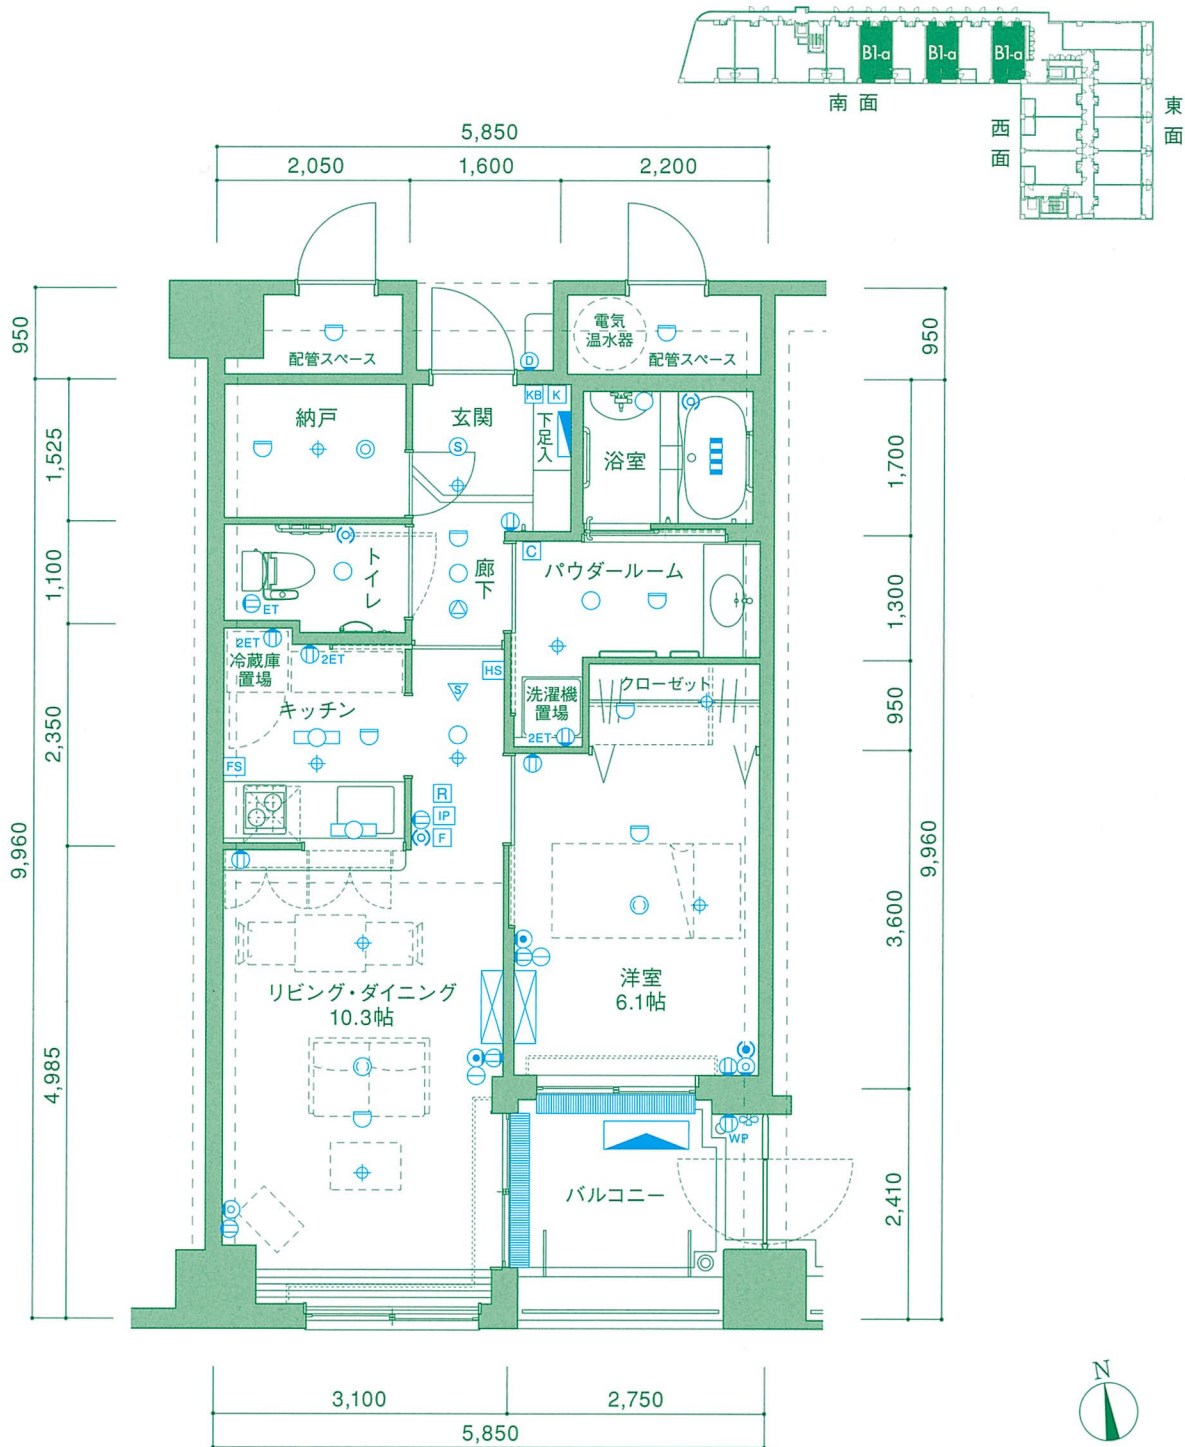 B1-a
B1-a
B1-a
南面
西面
東面
5,850
2,050
1,600
2,200
950
950
電気
温水器
配管スペース
配管スペース
D
KB
K
納戸
玄関
下足入
S
浴室
1,525
1,700
トイレ
廊下
C
パウダールーム
ET
1,100
1,300
2ET
2ET
冷蔵庫
置場
HS
S
洗濯機
置場
2ET
クローゼット
950
キッチン
2,350
FS
R
IP
F
9,960
9,960
3,600
洋室
6.1帖
リビング・ダイニング
10.3帖
4,985
WP
バルコニー
2,410
3,100
2,750
5,850
N